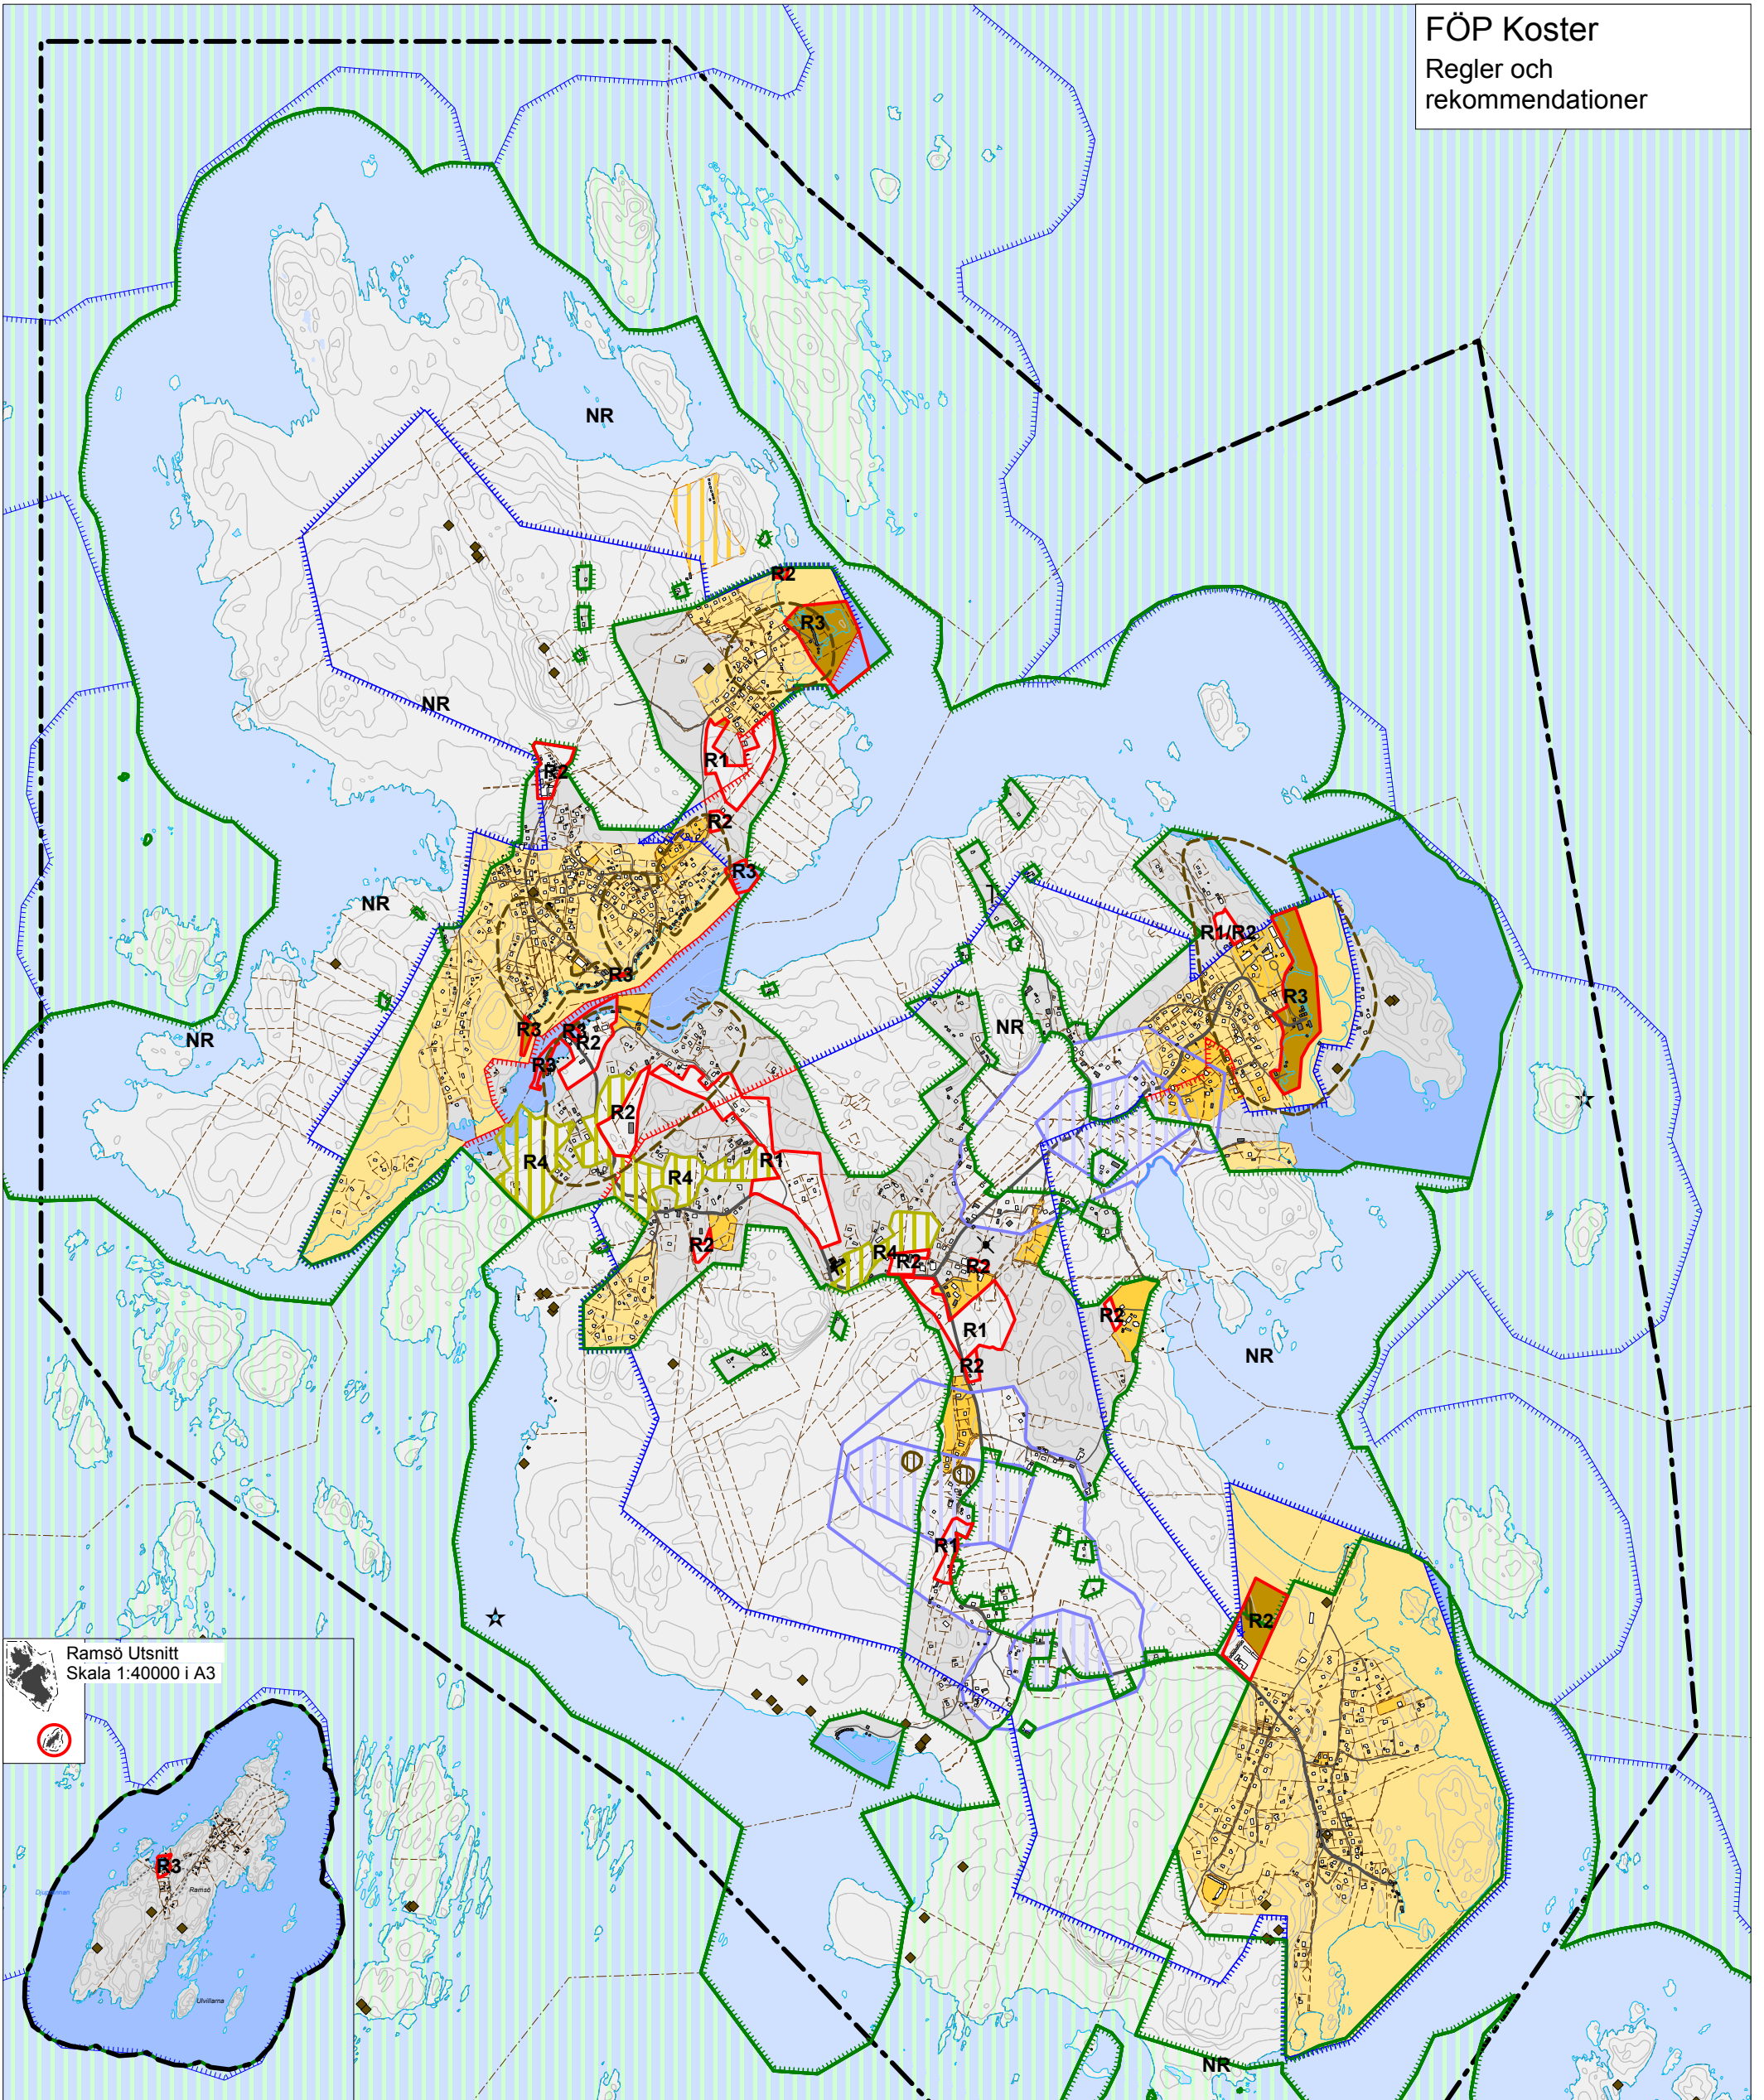 FÖP Koster
Regler och
rekommendationer
NR
R2
R3
NR
R1
R2
R2
R3
NR
R1/R2
R3
R3
R3
NR
R3
R2
NR
R3
R2
R4
R1
R4
R2
R4
R2
R2
R2
R1
NR
R2
R1
R2
Ramsö Utsnitt
Skala 1:40000 i A3
R3
Ramsö
Ulvillarna
NR